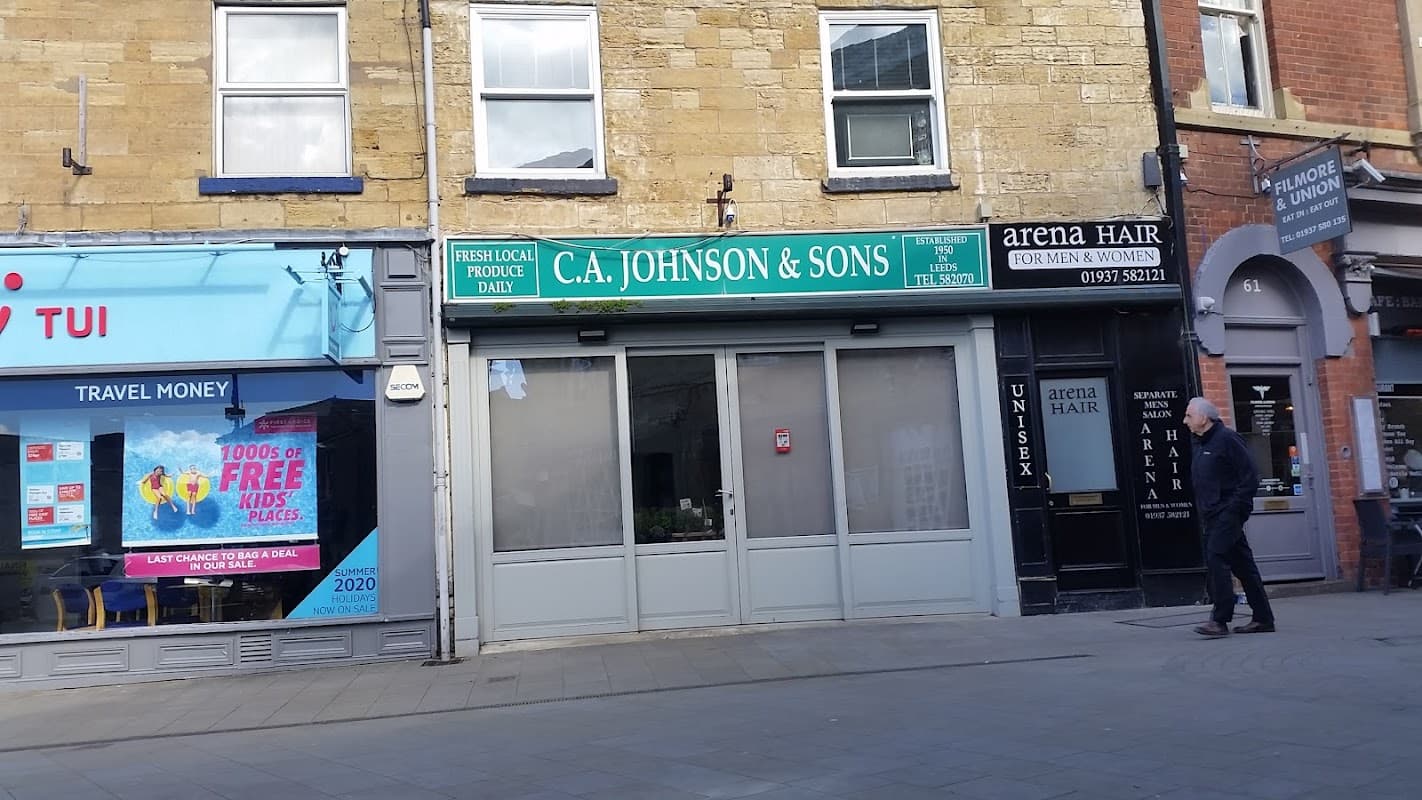 TUI
TRAVEL MONEY
1000s OF
FREE
KIDS'
PLACES.
LAST CHANCE TO BAG A DEAL
IN OUR SALE.
SUMMER
2020
HOLIDAYS
NOW ON SALE
SECOM
FRESH LOCAL
PRODUCE
DAILY
C.A. JOHNSON & SONS
ESTABLISHED
1950
IN
LEEDS
TEL 582070
arena HAIR
FOR MEN & WOMEN
01937 582121
UNISEX
arena
HAIR
SEPARATE
MENS
SALON
ARENA
HAIR
FOR MEN & WOMEN
01937 582121
FILMORE
& UNION
EAT IN : EAT OUT
TEL: 01937 580 135
61